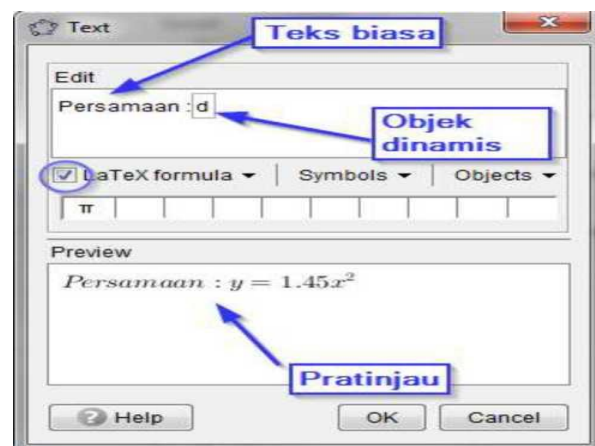 Text
Teks biasa
Edit
Persamaan : d
Objek
dinamis
LaTeX formula Symbols Objects
π
Preview
Persamaan : y = 1.45x²
Pratinjau
Help OK Cancel